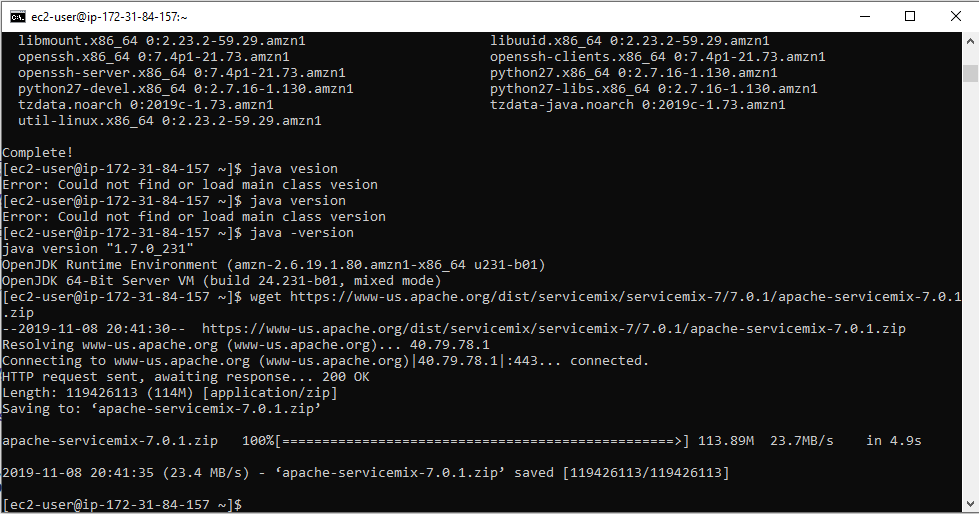 ec2-user@ip-172-31-84-157:~
libmount.x86_64 0:2.23.2-59.29.amzn1 libuuid.x86_64 0:2.23.2-59.29.amzn1
openssh.x86_64 0:7.4p1-21.73.amzn1 openssh-clients.x86_64 0:7.4p1-21.73.amzn1
openssh-server.x86_64 0:7.4p1-21.73.amzn1 python27.x86_64 0:2.7.16-1.130.amzn1
python27-devel.x86_64 0:2.7.16-1.130.amzn1 python27-libs.x86_64 0:2.7.16-1.130.amzn1
tzdata.noarch 0:2019c-1.73.amzn1 tzdata-java.noarch 0:2019c-1.73.amzn1
util-linux.x86_64 0:2.23.2-59.29.amzn1
Complete!
[ec2-user@ip-172-31-84-157 ~]$ java vesion
Error: Could not find or load main class vesion
[ec2-user@ip-172-31-84-157 ~]$ java version
Error: Could not find or load main class version
[ec2-user@ip-172-31-84-157 ~]$ java -version
java version "1.7.0_231"
OpenJDK Runtime Environment (amzn-2.6.19.1.80.amzn1-x86_64 u231-b01)
OpenJDK 64-Bit Server VM (build 24.231-b01, mixed mode)
[ec2-user@ip-172-31-84-157 ~]$ wget https://www-us.apache.org/dist/servicemix/servicemix-7/7.0.1/apache-servicemix-7.0.1
.zip
--2019-11-08 20:41:30--  https://www-us.apache.org/dist/servicemix/servicemix-7/7.0.1/apache-servicemix-7.0.1.zip
Resolving www-us.apache.org (www-us.apache.org)... 40.79.78.1
Connecting to www-us.apache.org (www-us.apache.org)|40.79.78.1|:443... connected.
HTTP request sent, awaiting response... 200 OK
Length: 119426113 (114M) [application/zip]
Saving to: ‘apache-servicemix-7.0.1.zip’
apache-servicemix-7.0.1.zip   100%[=================================================>] 113.89M  23.7MB/s    in 4.9s
2019-11-08 20:41:35 (23.4 MB/s) - ‘apache-servicemix-7.0.1.zip’ saved [119426113/119426113]
[ec2-user@ip-172-31-84-157 ~]$